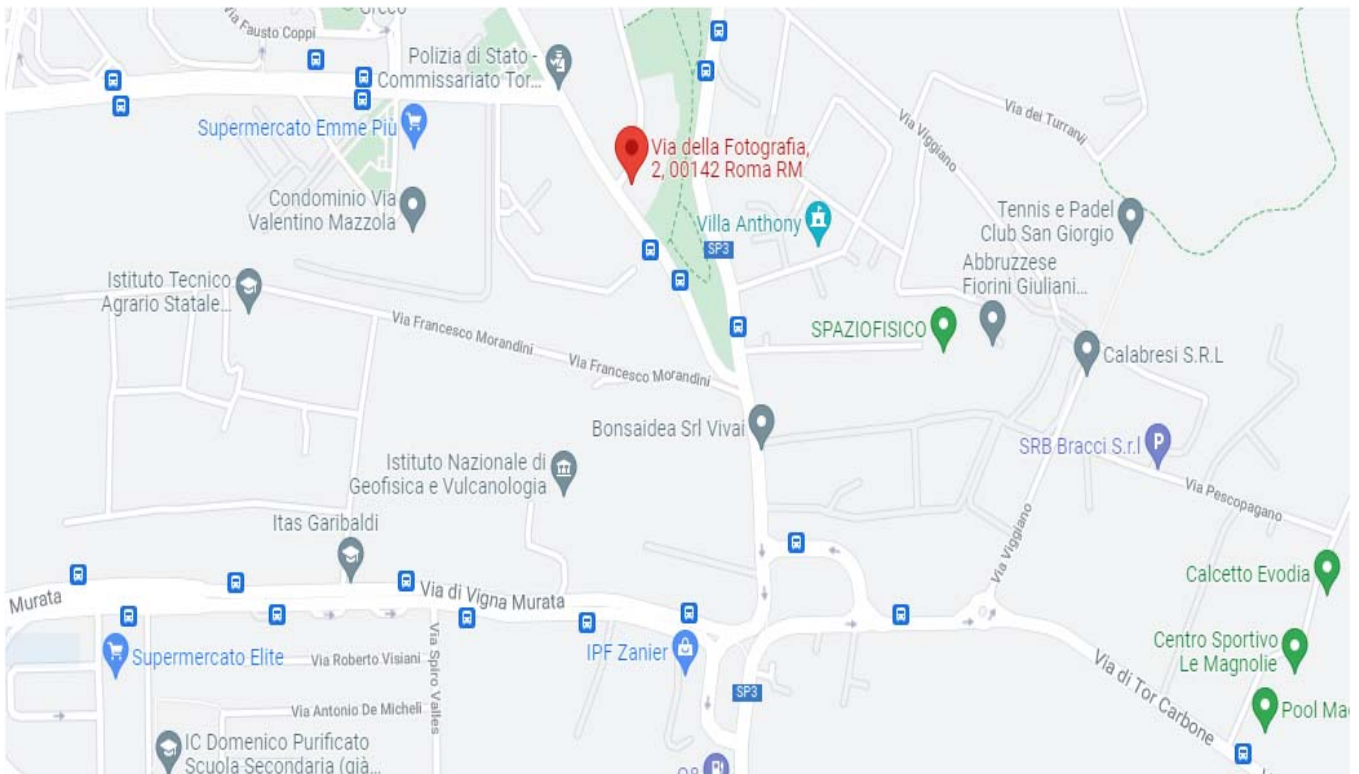 Greco
Via Fausto Coppi
Polizia di Stato -
Commissariato Tor...
Supermercato Emme Più
Via della Fotografia,
2, 00142 Roma RM
Via Viggiano
Via dei Turrani
Condominio Via
Valentino Mazzola
Villa Anthony
SP3
Tennis e Padel
Club San Giorgio
Abbruzzese
Fiorini Giuliani...
Istituto Tecnico
Agrario Statale...
Via Francesco Morandini
SPAZIOFISICO
Via Francesco Morandini
Calabresi S.R.L
Bonsaidea Srl Vivai
SRB Bracci S.r.l
P
Istituto Nazionale di
Geofisica e Vulcanologia
Via Pescopagano
Itas Garibaldi
Via Viggiano
Calcetto Evodia
Murata
Via di Vigna Murata
Supermercato Elite
Via Roberto Visiani
Via Spiro Valles
IPF Zanier
Centro Sportivo
Le Magnolie
SP3
Via di Tor Carbone
Via Antonio De Micheli
Pool Mag
IC Domenico Purificato
Scuola Secondaria (già...
Q8